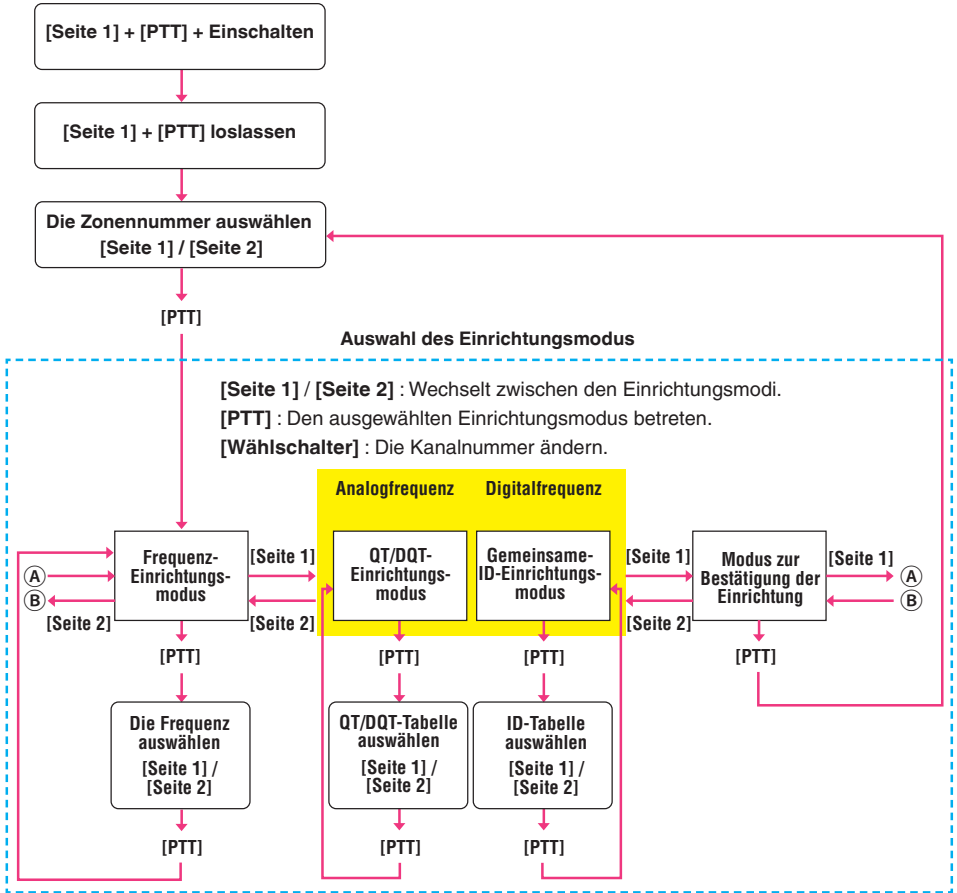 [Seite 1] + [PTT] + Einschalten
[Seite 1] + [PTT] loslassen
Die Zonennummer auswählen
[Seite 1] / [Seite 2]
[PTT]
Auswahl des Einrichtungsmodus
[Seite 1] / [Seite 2] : Wechselt zwischen den Einrichtungsmodi.
[PTT] : Den ausgewählten Einrichtungsmodus betreten.
[Wählschalter] : Die Kanalnummer ändern.
Analogfrequenz
Digitalfrequenz
A
B
[Seite 2]
Frequenz-
Einrichtungs-
modus
[Seite 1]
[Seite 2]
QT/DQT-
Einrichtungs-
modus
Gemeinsame-
ID-Einrichtungs-
modus
[Seite 1]
[Seite 2]
Modus zur
Bestätigung der
Einrichtung
[Seite 1]
A
B
[PTT]
[PTT]
[PTT]
[PTT]
Die Frequenz
auswählen
[Seite 1] /
[Seite 2]
QT/DQT-Tabelle
auswählen
[Seite 1] /
[Seite 2]
ID-Tabelle
auswählen
[Seite 1] /
[Seite 2]
[PTT]
[PTT]
[PTT]